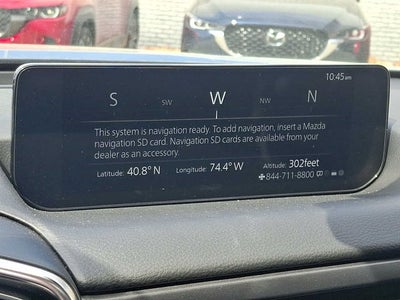 10:45 am
S SW W NW N
This system is navigation ready. To add navigation, insert a Mazda
navigation SD card. Navigation SD cards are available from your
dealer as an accessory.
Latitude: 40.8° N Longitude: 74.4° W Altitude: 302feet
844-711-8800